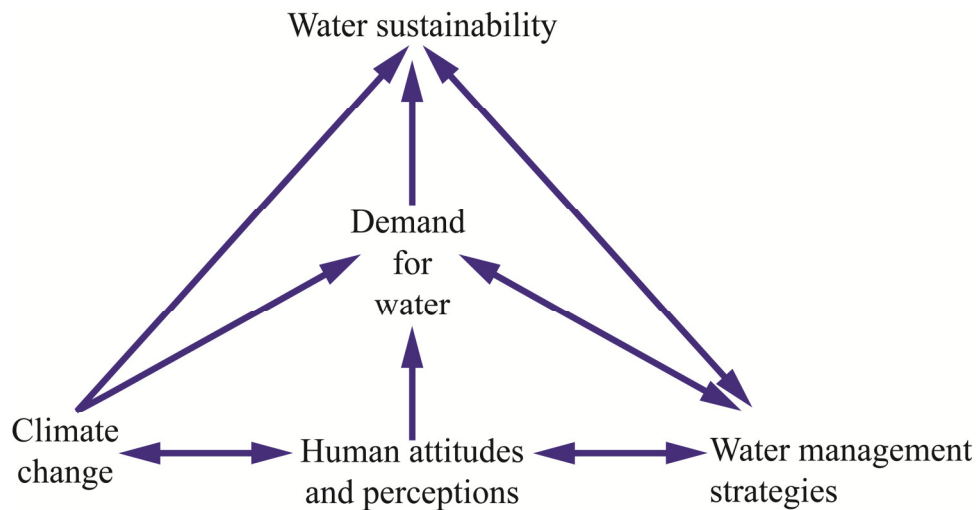 Water sustainability
Demand
for
water
Climate
change
Human attitudes
and perceptions
Water management
strategies